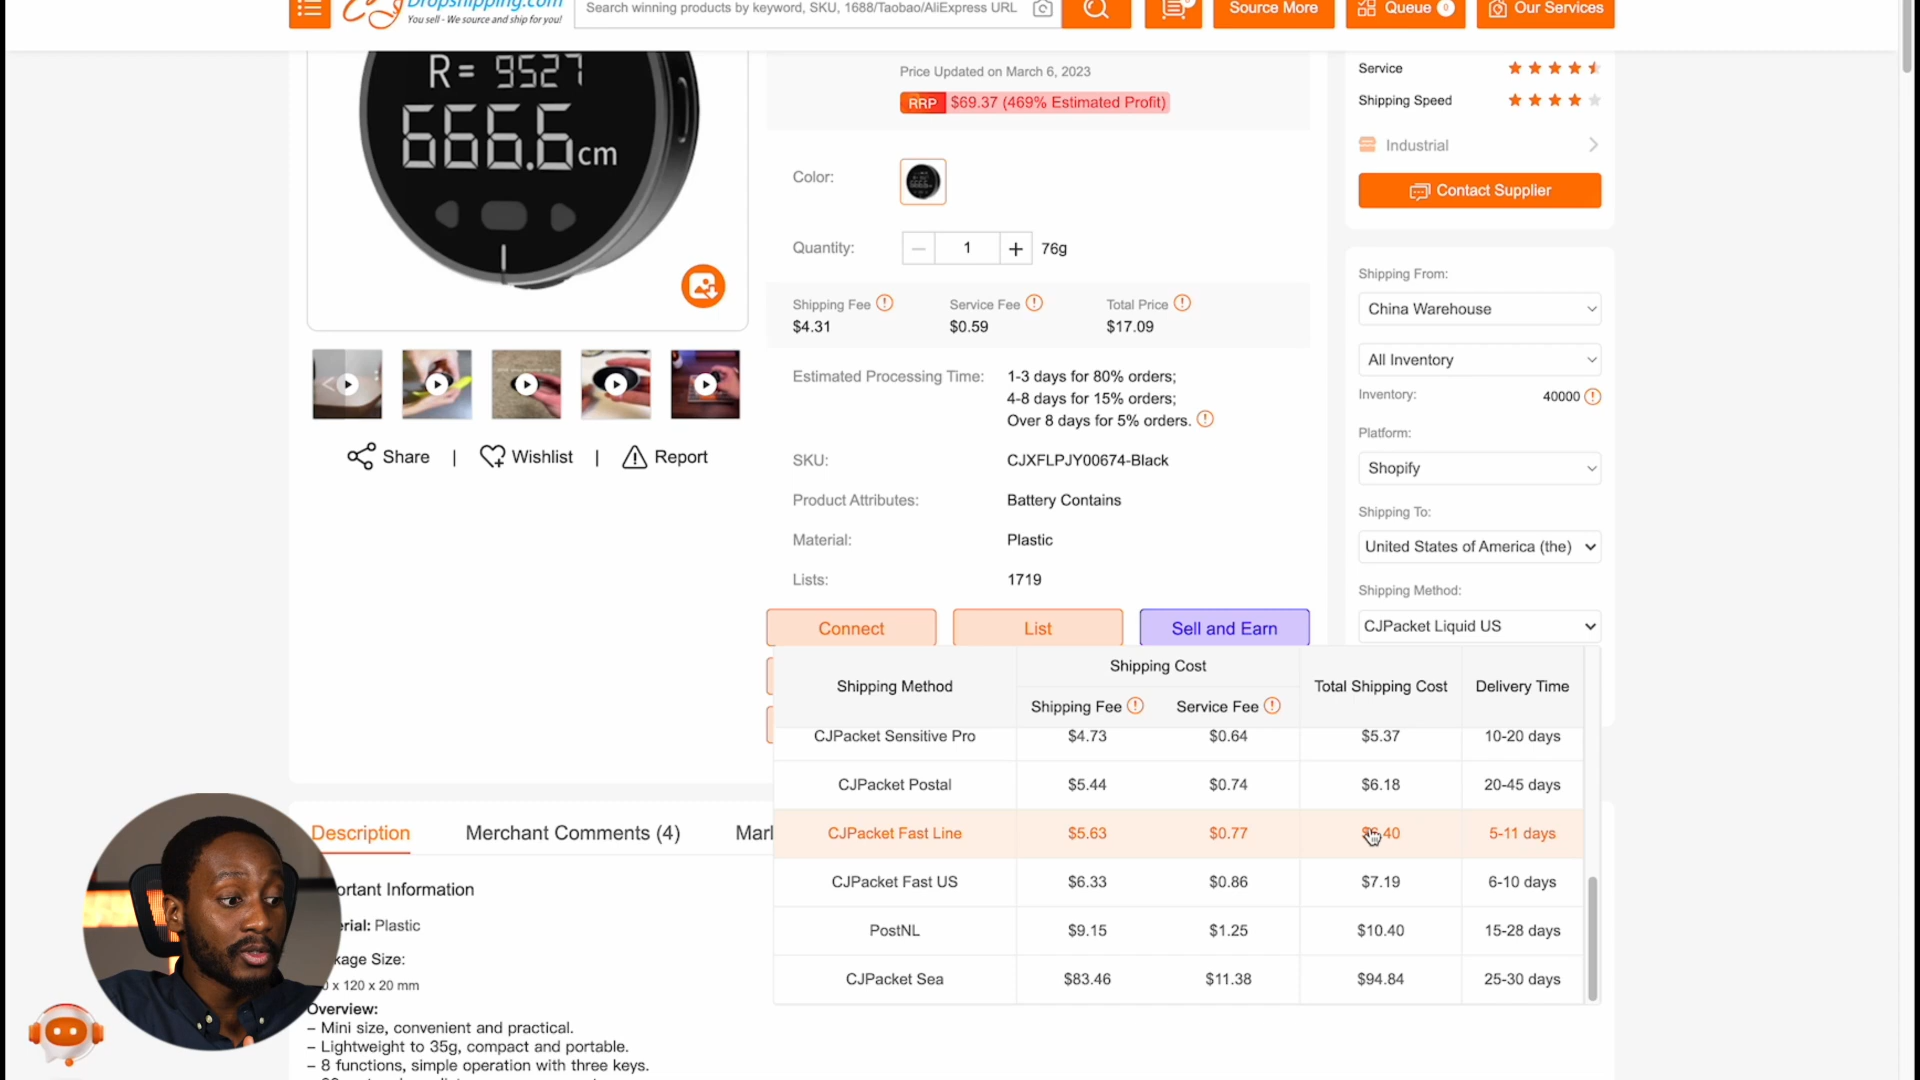 Dropshipping.com
You sell - We source and ship for you!
Search winning products by keyword, SKU, 1688/Taobao/AliExpress URL
Source More
Queue 0
Our Services
R= 9527
666.6cm
Price Updated on March 6, 2023
RRP $69.37 (469% Estimated Profit)
Color:
Quantity: 1 76g
Shipping Fee Service Fee Total Price
$4.31 $0.59 $17.09
Estimated Processing Time: 1-3 days for 80% orders;
4-8 days for 15% orders;
Over 8 days for 5% orders.
SKU: CJXFLPJY00674-Black
Product Attributes: Battery Contains
Material: Plastic
Lists: 1719
Share | Wishlist | Report
Connect List Sell and Earn
Service
Shipping Speed
Industrial
Contact Supplier
Shipping From:
China Warehouse
All Inventory
Inventory: 40000
Platform:
Shopify
Shipping To:
United States of America (the)
Shipping Method:
CJPacket Liquid US
Shipping Method Shipping Cost Total Shipping Cost Delivery Time
Shipping Fee Service Fee
CJPacket Sensitive Pro $4.73 $0.64 $5.37 10-20 days
CJPacket Postal $5.44 $0.74 $6.18 20-45 days
CJPacket Fast Line $5.63 $0.77 .40 5-11 days
CJPacket Fast US $6.33 $0.86 $7.19 6-10 days
PostNL $9.15 $1.25 $10.40 15-28 days
CJPacket Sea $83.46 $11.38 $94.84 25-30 days
Description Merchant Comments (4) Mar
ortant Information
erial: Plastic
kage Size:
x 120 x 20 mm
Overview:
– Mini size, convenient and practical.
– Lightweight to 35g, compact and portable.
– 8 functions, simple operation with three keys.